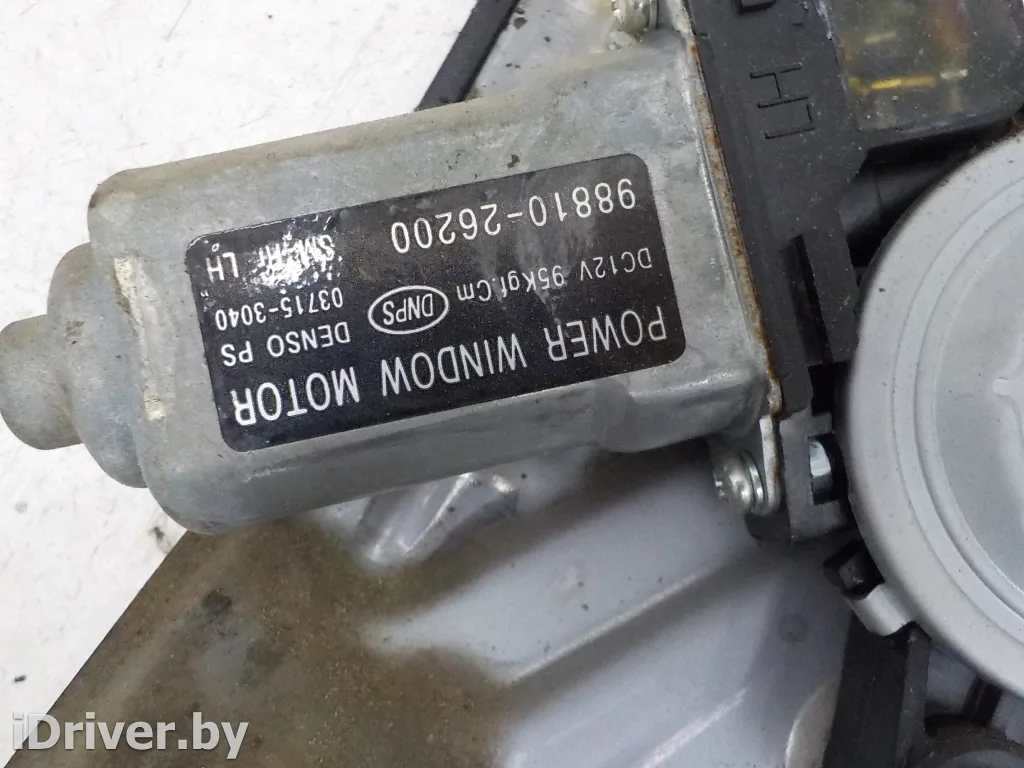 POWER WINDOW MOTOR
DC12V 95Kgf.Cm DNPS DENSO PS
98810-26200 03715-3040
LH
LH
iDriver.by